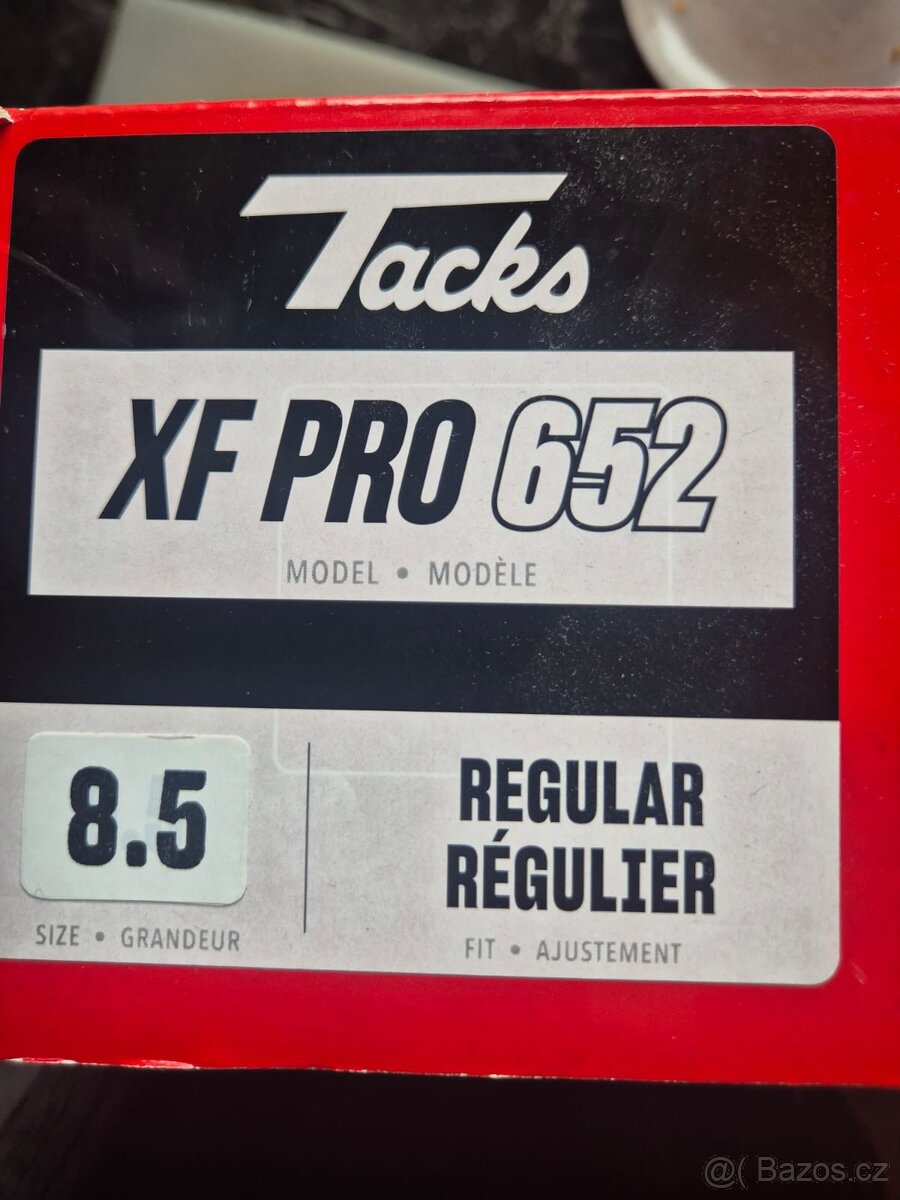 Tacks
XF PRO 652
MODEL • MODÈLE
8.5
SIZE • GRANDEUR
REGULAR
RÉGULIER
FIT • AJUSTEMENT
@( Bazos.cz